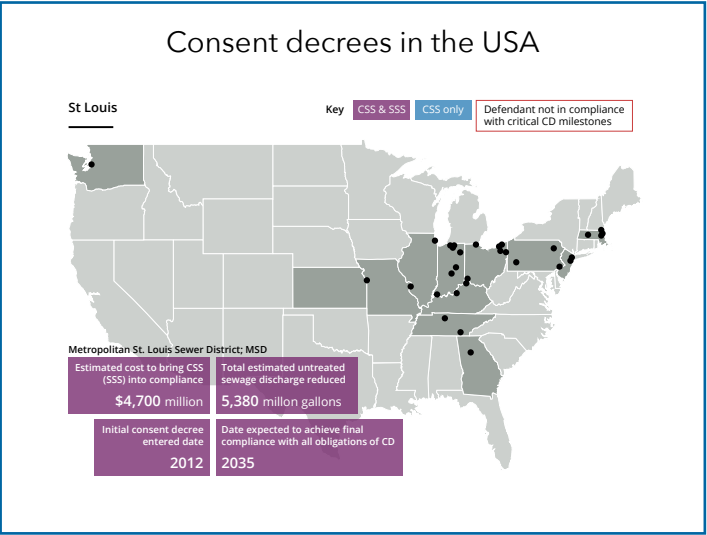 Consent decrees in the USA
St Louis
Key
CSS & SSS
CSS only
Defendant not in compliance
with critical CD milestones
Metropolitan St. Louis Sewer District; MSD
Estimated cost to bring CSS
(SSS) into compliance
$4,700 million
Total estimated untreated
sewage discharge reduced
5,380 millon gallons
Initial consent decree
entered date
2012
Date expected to achieve final
compliance with all obligations of CD
2035